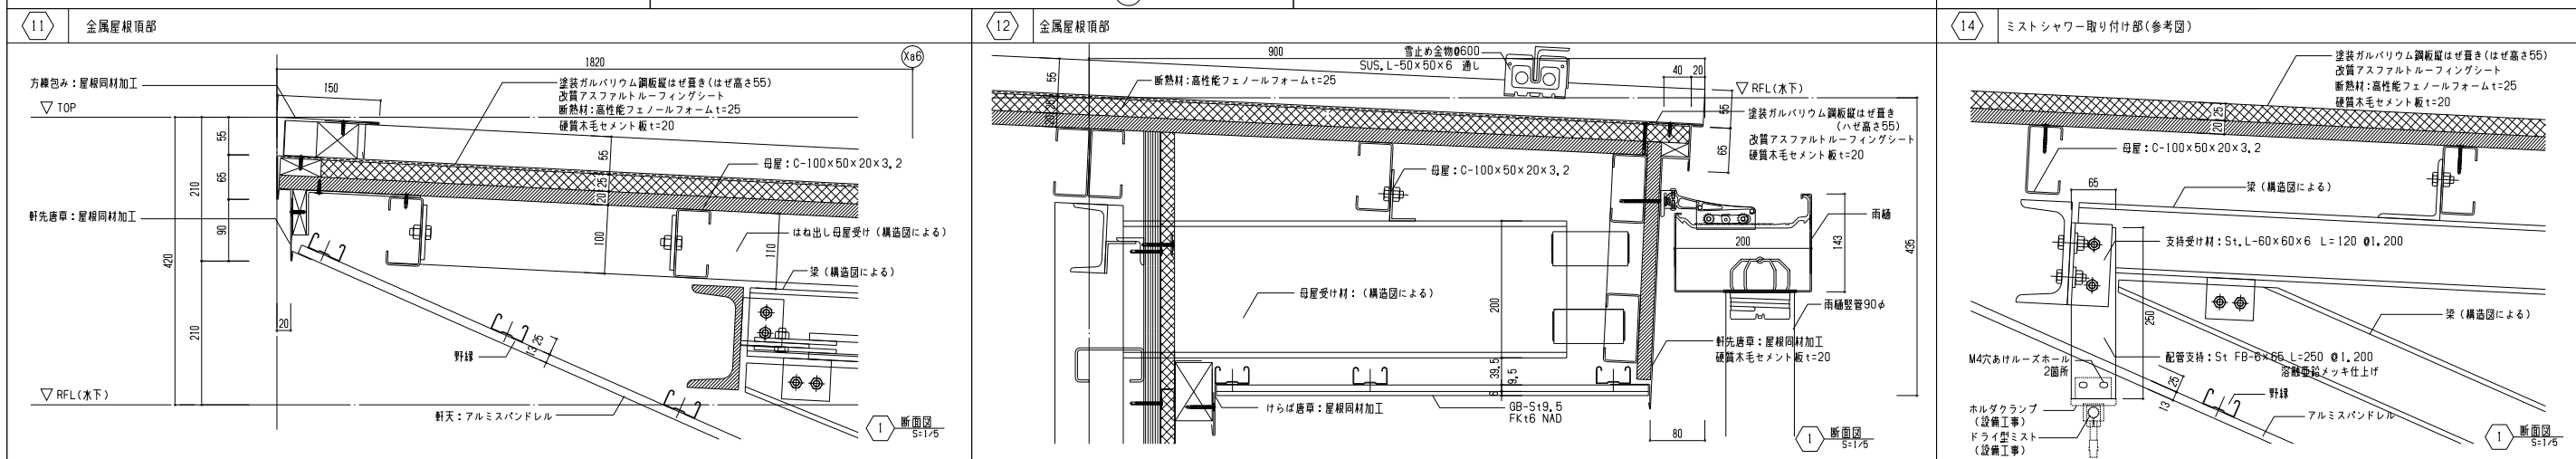 11
金属屋根頂部
方棟包み：屋根同材加工
▽ TOP
150
1820
Xa6
塗装ガルバリウム鋼板縦はぜ葺き(はぜ高さ55)
改質アスファルトルーフィングシート
断熱材：高性能フェノールフォームt=25
硬質木毛セメント板t=20
母屋：C-100×50×20×3.2
55
65
90
210
210
420
55
25
20
100
110
軒先唐草：屋根同材加工
はね出し母屋受け（構造図による）
梁（構造図による）
20
野縁
13
25
▽ RFL(水下)
軒天：アルミスパンドレル
1
断面図
S=1/5
12
金属屋根頂部
900
雪止め金物@600
SUS.L-50×50×6 通し
40
20
55
断熱材：高性能フェノールフォームt=25
25
20
▽ RFL(水下)
55
65
塗装ガルバリウム鋼板縦はぜ葺き
(ハゼ高さ55)
改質アスファルトルーフィングシート
硬質木毛セメント板t=20
母屋：C-100×50×20×3.2
雨樋
200
143
435
母屋受け材：（構造図による）
200
雨樋竪管90φ
軒先唐草：屋根同材加工
硬質木毛セメント板t=20
39.5
9.5
6
けらば唐草：屋根同材加工
GB-St9.5
FKt6 NAD
80
1
断面図
S=1/5
14
ミストシャワー取り付け部(参考図)
塗装ガルバリウム鋼板縦はぜ葺き(はぜ高さ55)
改質アスファルトルーフィングシート
断熱材：高性能フェノールフォームt=25
硬質木毛セメント板t=20
25
20
母屋：C-100×50×20×3.2
65
梁（構造図による）
支持受け材：St.L-60×60×6 L=120 @1,200
250
梁（構造図による）
M4穴あけルーズホール
2箇所
配管支持：St FB-6×65 L=250 @1,200
溶融亜鉛メッキ仕上げ
25
13
野縁
ホルダクランプ
（設備工事）
ドライ型ミスト
（設備工事）
アルミスパンドレル
1
断面図
S=1/5